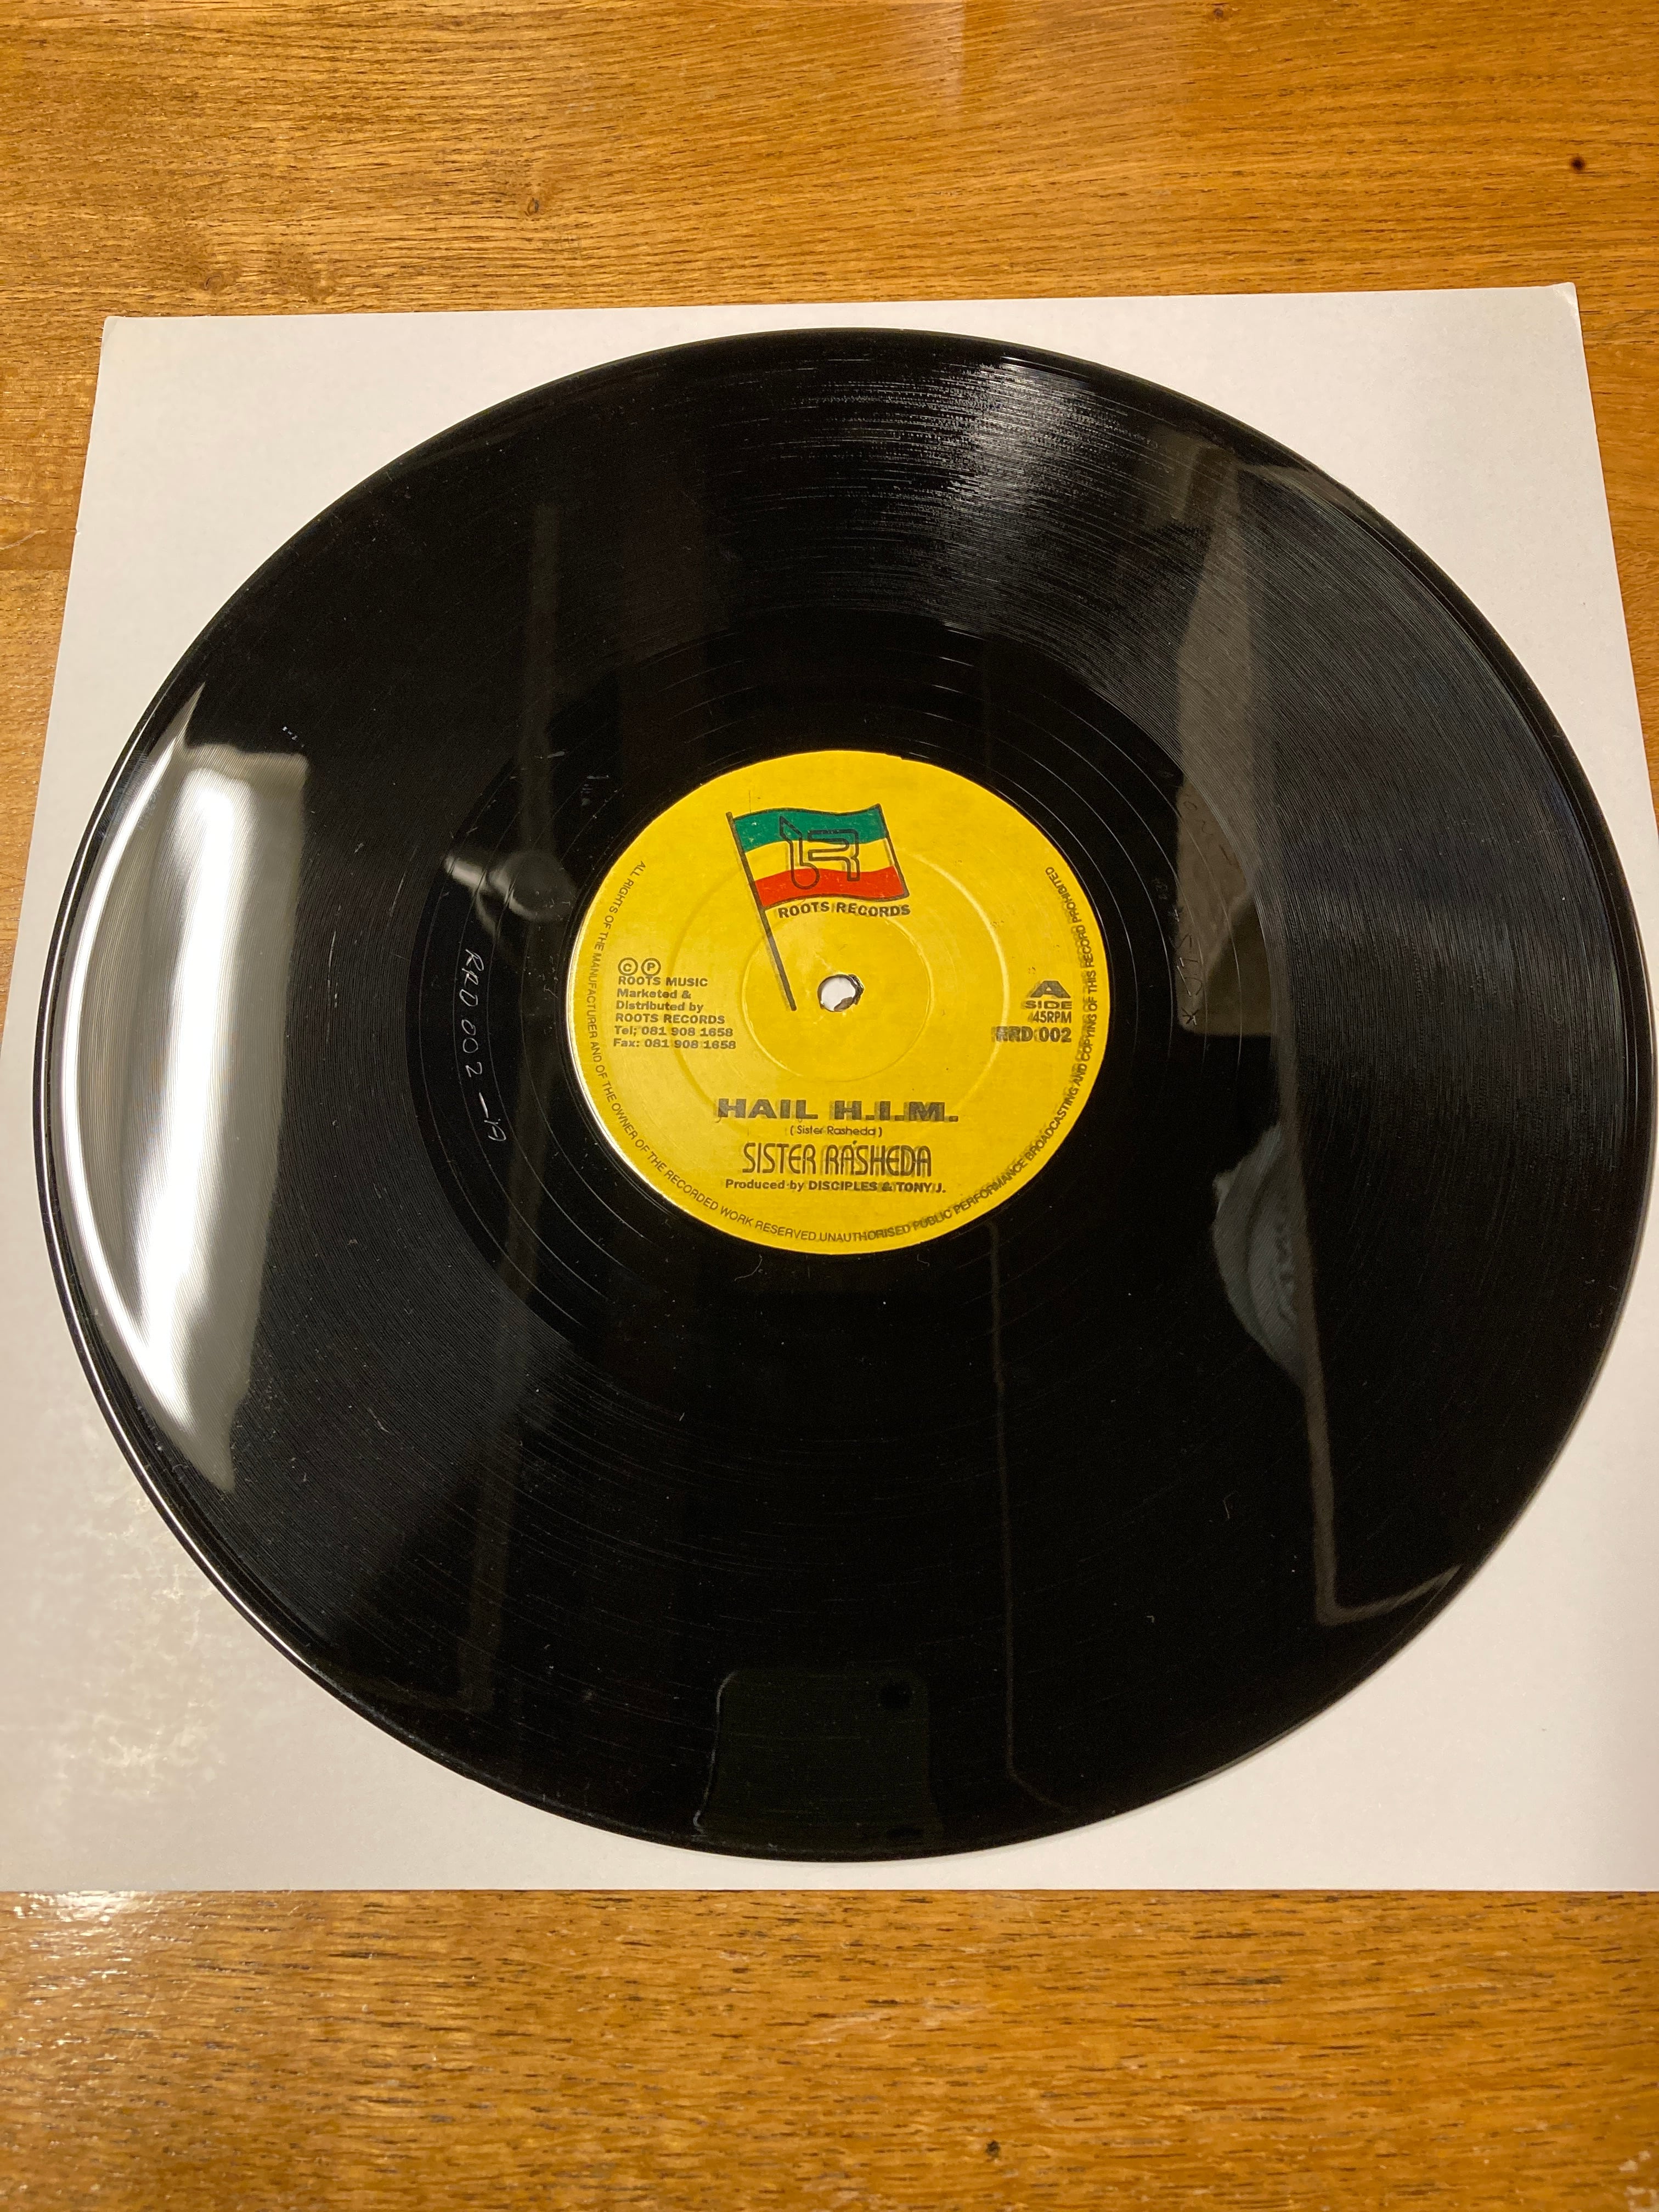 ROOTS RECORDS
ALL RIGHTS OF THE MANUFACTURER AND OF THE OWNER OF THE RECORDED WORK RESERVED. UNAUTHORISED PUBLIC PERFORMANCE BROADCASTING AND COPYING OF THIS RECORD PROHIBITED
© ℗
ROOTS MUSIC
Marketed &
Distributed by
ROOTS RECORDS
Tel; 081 908 1658
Fax: 081 908 1658
A
SIDE
45RPM
RRD 002
HAIL H.I.M.
( Sister Rasheda )
SISTER RASHEDA
Produced by DISCIPLES & TONY J.
RRD 002 - A